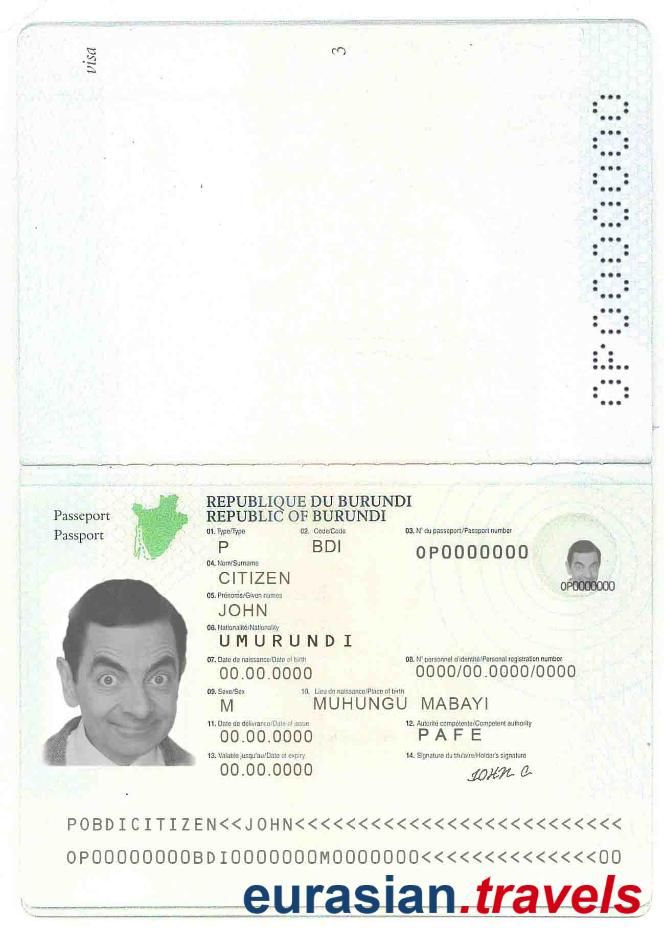 visa
3
OP0000000
Passeport
Passport
REPUBLIQUE DU BURUNDI
REPUBLIC OF BURUNDI
01. Type/Type 02. Code/Code 03. N° du passeport/Passport number
P BDI OP0000000
OP0000000
04. Nom/Surname
CITIZEN
05. Prénoms/Given names
JOHN
06. Nationalité/Nationality
UMURUNDI
07. Date de naissance/Date of birth 08. N° personnel d'identité/Personal registration number
00.00.0000 0000/00.0000/0000
09. Sexe/Sex 10. Lieu de naissance/Place of birth
M MUHUNGU MABAYI
11. Date de délivrance/Date of issue 12. Autorité compétente/Competent authority
00.00.0000 PAFE
13. Valable jusqu'au/Date of expiry 14. Signature du titulaire/Holder's signature
00.00.0000 JOHN C
POBDICITIZEN<<JOHN<<<<<<<<<<<<<<<<<<<<<<<<<<
OP00000000BDI0000000M0000000<<<<<<<<<<<<<<00
eurasian.travels